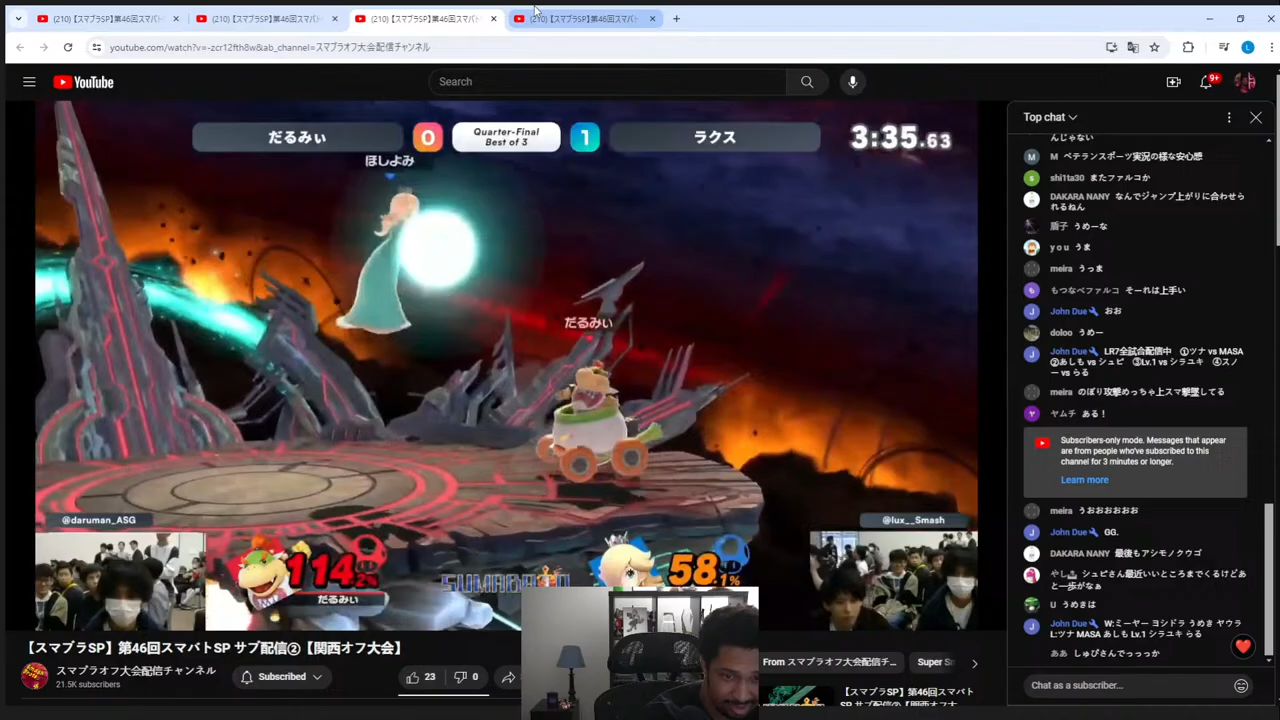 (210) 【スマブラSP】第46回スマバト
(210) 【スマブラSP】第46回スマバト
(210) 【スマブラSP】第46回スマバト
(210) 【スマブラSP】第46回スマバト
youtube.com/watch?v=-zcr12fth8w&ab_channel=スマブラオフ大会配信チャンネル
L
YouTube
Search
9+
だるみぃ
0
Quarter-Final
Best of 3
1
ラクス
3:35.63
ほしよみ
だるみぃ
@daruman_ASG
@lux__Smash
114.2%
だるみぃ
SUMABATO
58.1%
【スマブラSP】第46回スマバトSP サブ配信②【関西オフ大会】
スマブラオフ大会配信チャンネル
21.5K subscribers
Subscribed
23
0
From スマブラオフ大会配信チ...
Super S
【スマブラSP】第46回スマバト
Top chat
んじゃない
M ベテランスポーツ実況の様な安心感
shi1ta30 またファルコか
DAKARA NANY なんでジャンプ上がりに合わせら
れるねん
盾子 うめーな
y o u うま
meira うっま
もつなべファルコ そーれは上手い
John Due おお
doloo うめー
John Due LR7全試合配信中 ①ツナ vs MASA
②あしも vs シュピ ③Lv.1 vs シラユキ ④スノ
ー vs らる
meira のぼり攻撃めっちゃ上スマ撃墜してる
ヤムチ ある！
Subscribers-only mode. Messages that appear
are from people who've subscribed to this
channel for 3 minutes or longer.
Learn more
meira うおおおおおお
John Due GG.
DAKARA NANY 最後もアシモノクウゴ
シュピさん最近いいところまでくるけどあ
と一歩がなぁ
U うめきは
John Due W:ミーヤー ヨシドラ うめき ヤウラ
L:ツナ MASA あしも Lv.1 シラユキ らる
ああ しゅぴさんでっっっか
Chat as a subscriber...